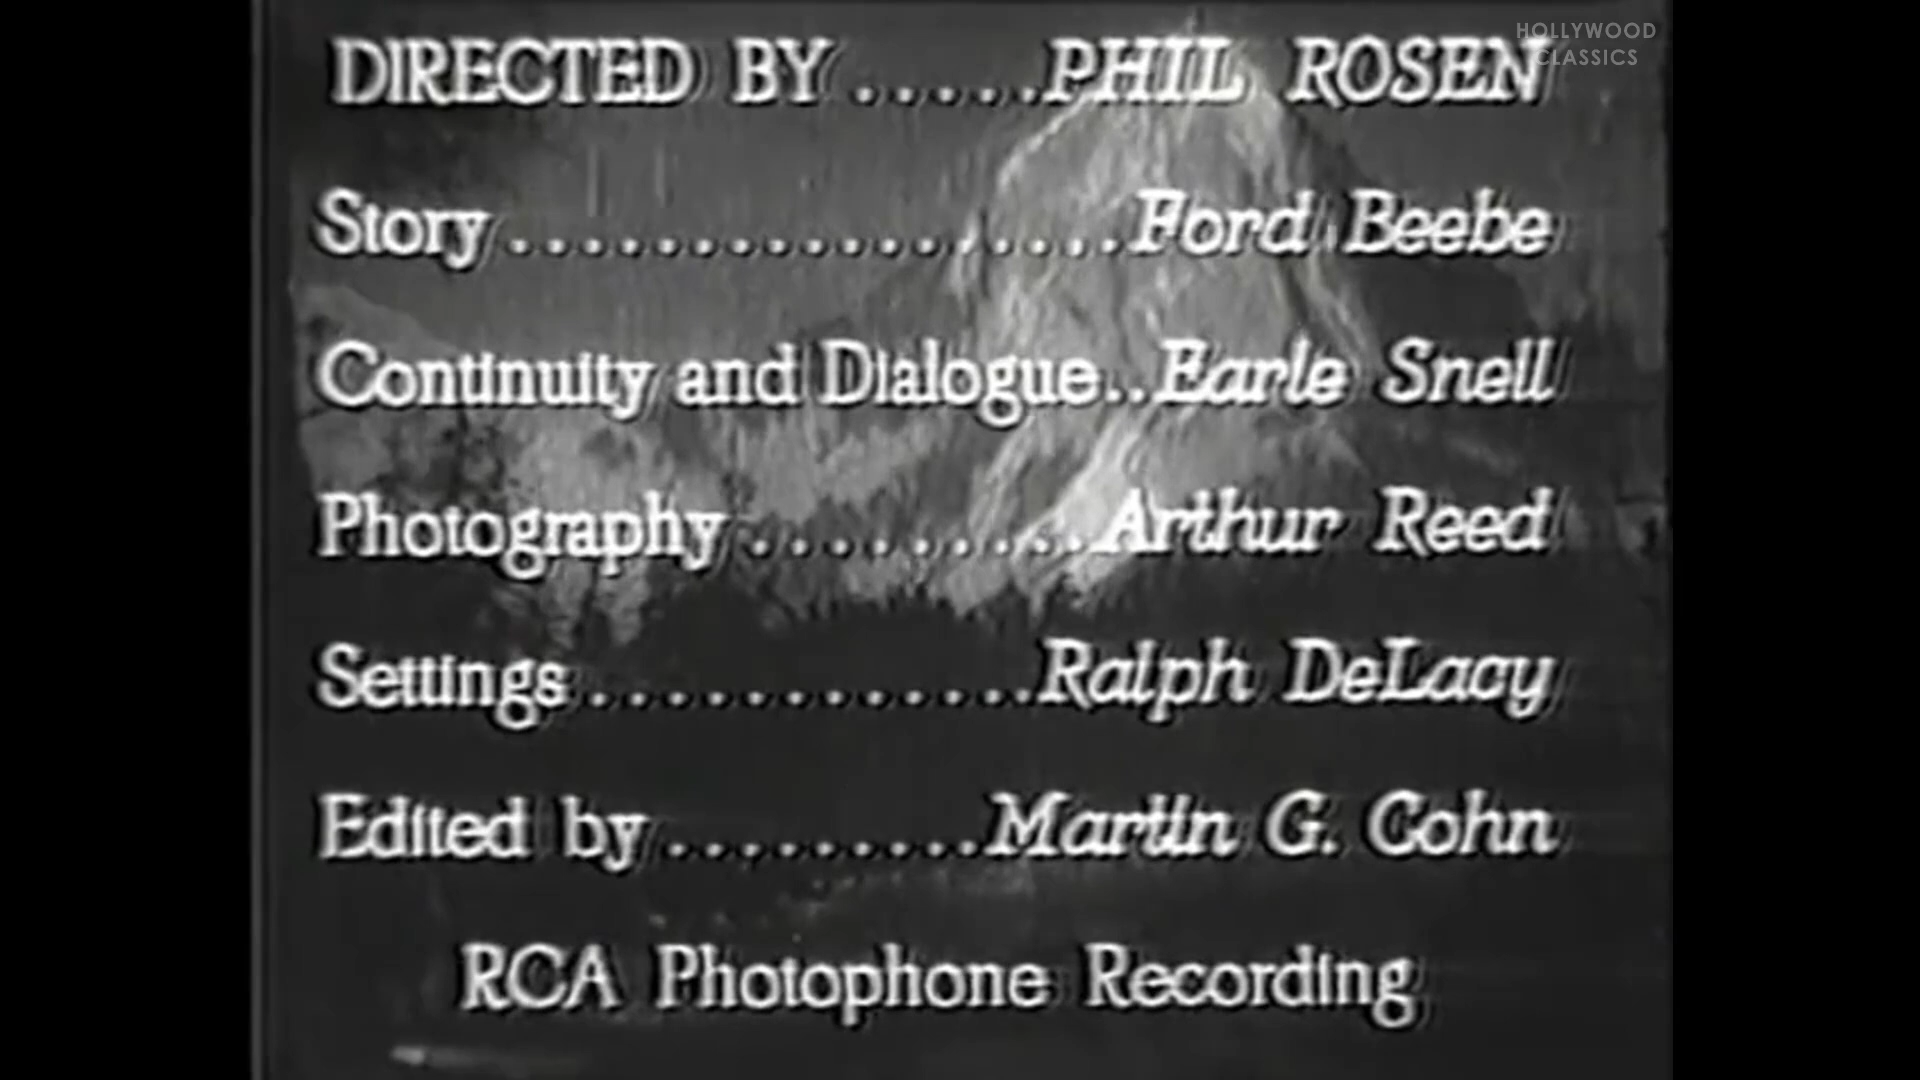 HOLLYWOOD
CLASSICS
DIRECTED BY.....PHIL ROSEN
Story.................Ford Beebe
Continuity and Dialogue..Earle Snell
Photography..........Arthur Reed
Settings.............Ralph DeLacy
Edited by.........Martin G. Cohn
RCA Photophone Recording